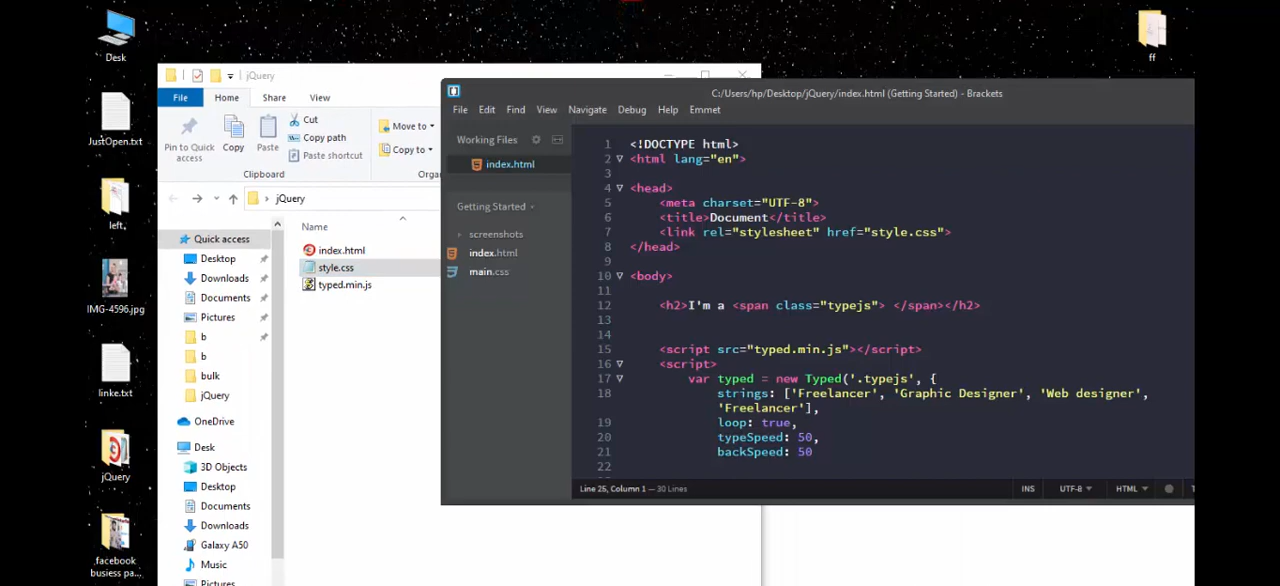 Desk
JustOpen.txt
left,
IMG-4596.jpg
linke.txt
jQuery
facebook
busiess pa...
ff
jQuery
File Home Share View
Pin to Quick
access
Copy
Paste
Cut
Copy path
Paste shortcut
Move to
Copy to
Clipboard
Orga
jQuery
Quick access
Desktop
Downloads
Documents
Pictures
b
b
bulk
jQuery
OneDrive
Desk
3D Objects
Desktop
Documents
Downloads
Galaxy A50
Music
Pictures
Name
index.html
style.css
typed.min.js
C:/Users/hp/Desktop/jQuery/index.html (Getting Started) - Brackets
File Edit Find View Navigate Debug Help Emmet
Working Files
index.html
Getting Started
screenshots
index.html
main.css
1 <!DOCTYPE html>
2 <html lang="en">
3
4 <head>
5 <meta charset="UTF-8">
6 <title>Document</title>
7 <link rel="stylesheet" href="style.css">
8 </head>
9
10 <body>
11
12 <h2>I'm a <span class="typejs"> </span></h2>
13
14
15 <script src="typed.min.js"></script>
16 <script>
17 var typed = new Typed('.typejs', {
18 strings: ['Freelancer', 'Graphic Designer', 'Web designer',
'Freelancer'],
19 loop: true,
20 typeSpeed: 50,
21 backSpeed: 50
22
Line 25, Column 1 — 30 Lines
INS UTF-8 HTML